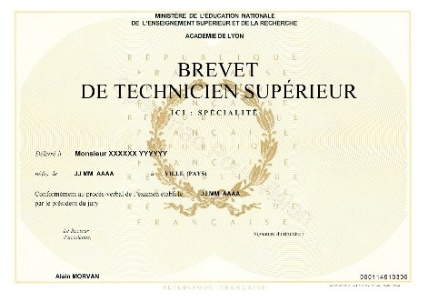 MINISTÈRE DE L'ÉDUCATION NATIONALE
DE L'ENSEIGNEMENT SUPÉRIEUR ET DE LA RECHERCHE
ACADEMIE DE LYON
BREVET
DE TECHNICIEN SUPÉRIEUR
ICI : SPÉCIALITÉ
Délivré à Monsieur XXXXXX YYYYYY
né(e), le JJ MM AAAA à VILLE (PAYS)
Conformément au procès-verbal de l'examen établi le JJ MM AAAA
par le président du jury
Le Recteur
d'académie,
Signature du titulaire :
Alain MORVAN
RÉPUBLIQUE FRANÇAISE